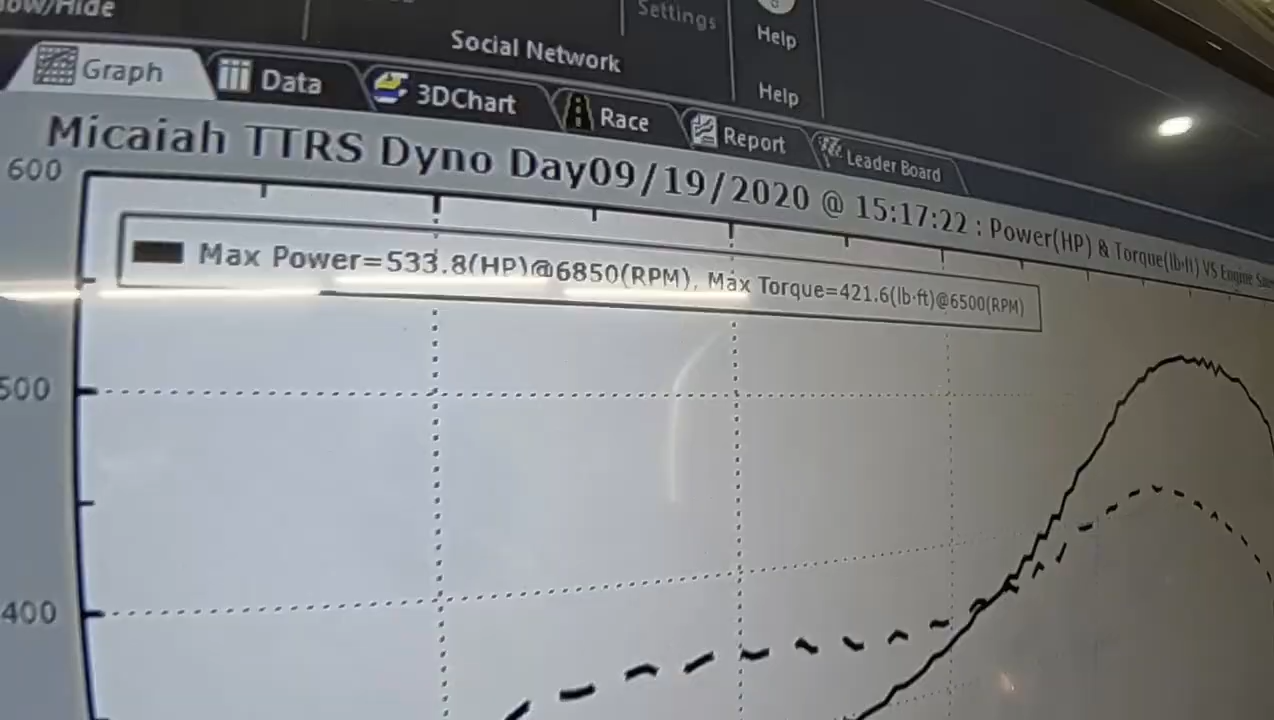 Settings
Social Network
Help
Help
Graph
Data
3DChart
Race
Report
Leader Board
Micaiah TTRS Dyno Day09/19/2020 @ 15:17:22 : Power(HP) & Torque(lb·ft) VS Engine
600
Max Power=533.8(HP)@6850(RPM), Max Torque=421.6(lb·ft)@6500(RPM)
500
400